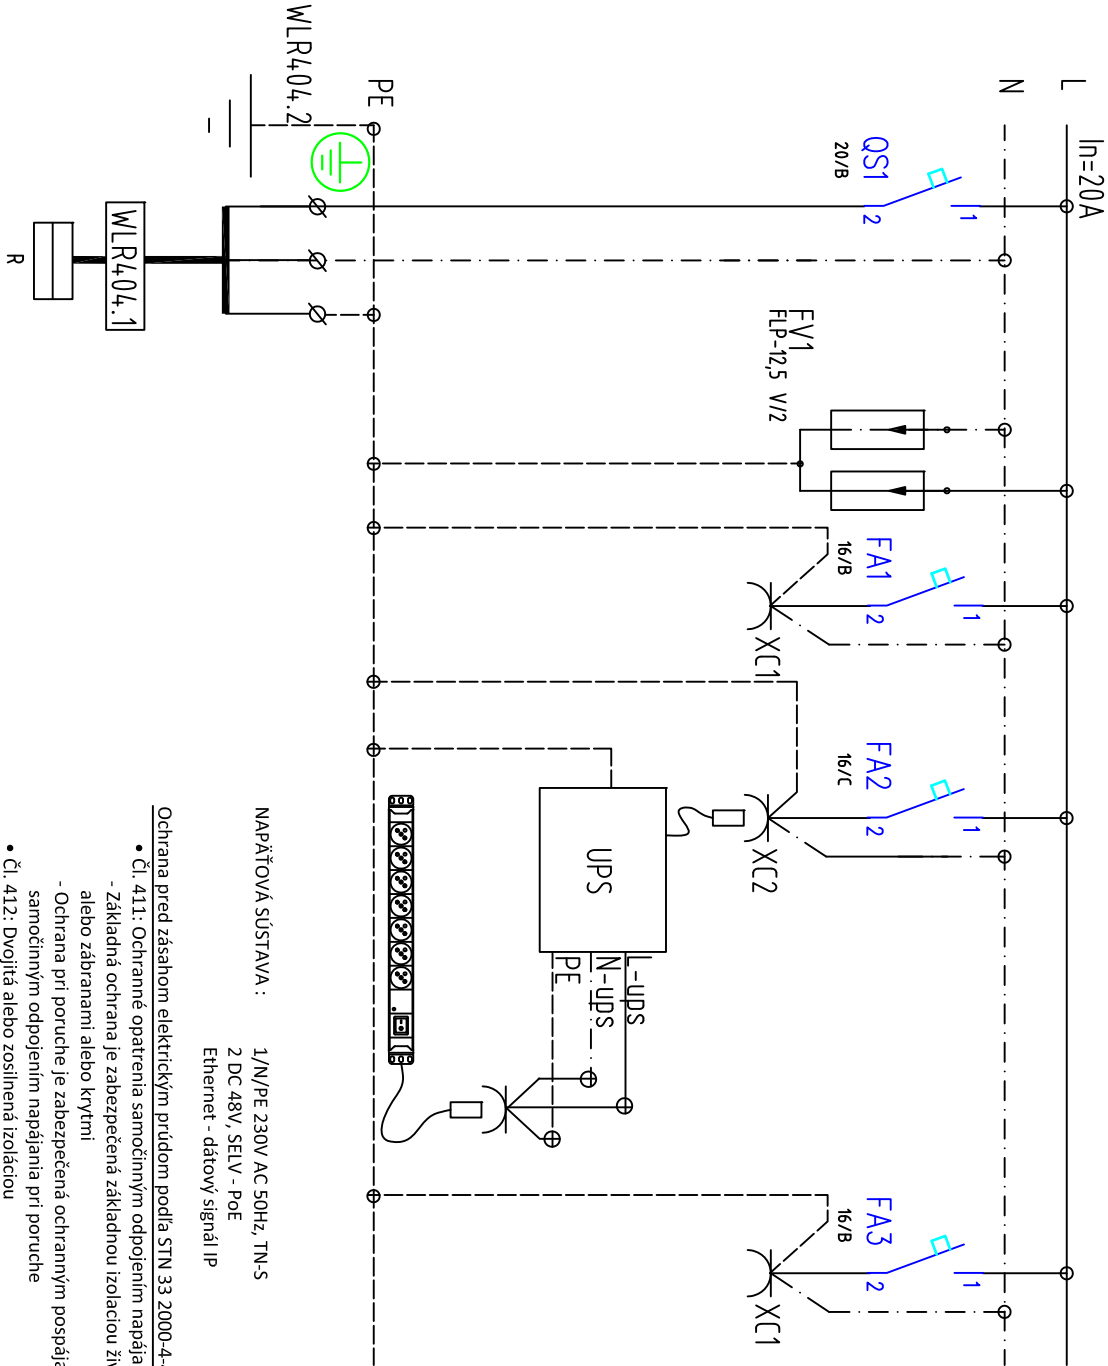 In=20A
L
N
PE
WLR404.2
QS1
20/B
1
2
WLR404.1
R
FV1
FLP-12,5 V/2
FA1
16/B
1
2
XC1
FA2
16/C
1
2
XC2
UPS
L-ups
N-ups
PE
FA3
16/B
1
2
XC1
NAPÄŤOVÁ SÚSTAVA :
1/N/PE 230V AC 50Hz, TN-S
2 DC 48V, SELV - PoE
Ethernet - dátový signál IP
Ochrana pred zásahom elektrickým prúdom podľa STN 33 2000-4-
• Čl. 411: Ochranné opatrenia samočinným odpojením napája
- Základná ochrana je zabezpečená základnou izolaciou živ
alebo zábranami alebo krytmi
- Ochrana pri poruche je zabezpečená ochranným pospája
samočinným odpojením napájania pri poruche
• Čl. 412: Dvojitá alebo zosilnená izoláciou